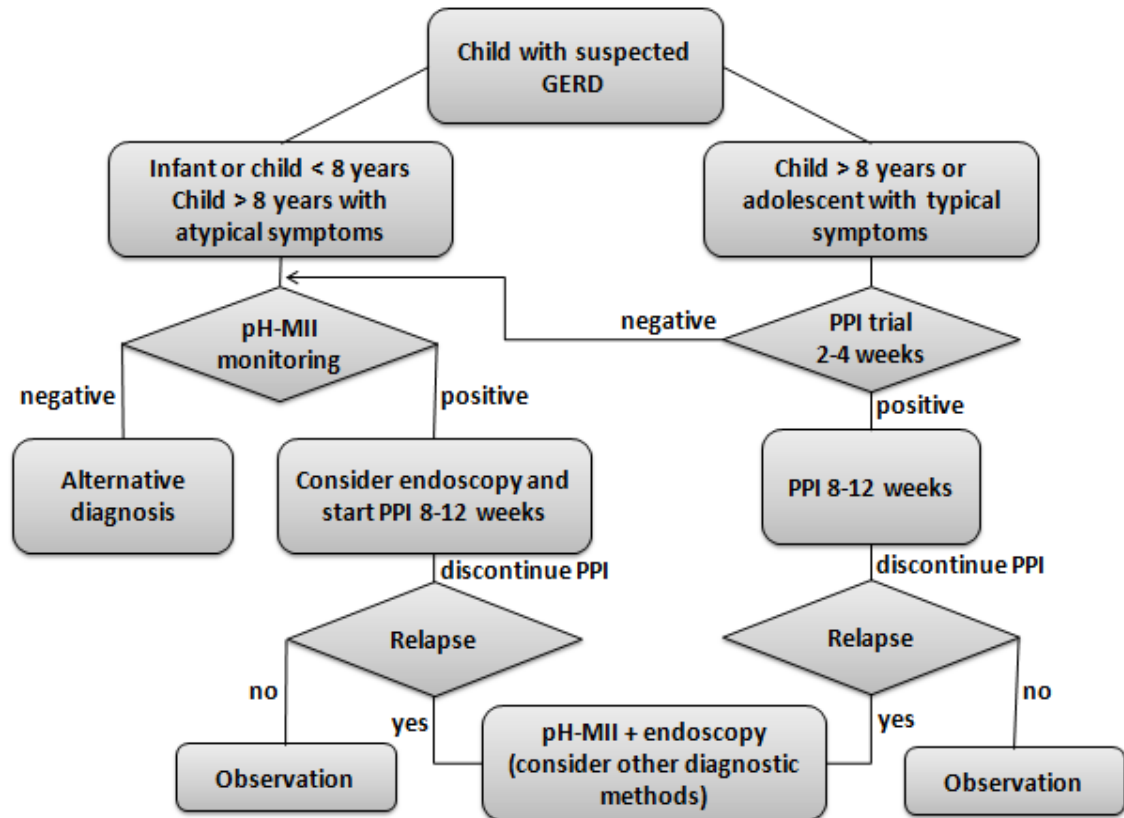 Child with suspected
GERD
Infant or child < 8 years
Child > 8 years with
atypical symptoms
Child > 8 years or
adolescent with typical
symptoms
pH-MII
monitoring
negative
PPI trial
2-4 weeks
negative
positive
positive
Alternative
diagnosis
Consider endoscopy and
start PPI 8-12 weeks
PPI 8-12 weeks
discontinue PPI
discontinue PPI
Relapse
Relapse
no
yes
yes
no
Observation
pH-MII + endoscopy
(consider other diagnostic
methods)
Observation